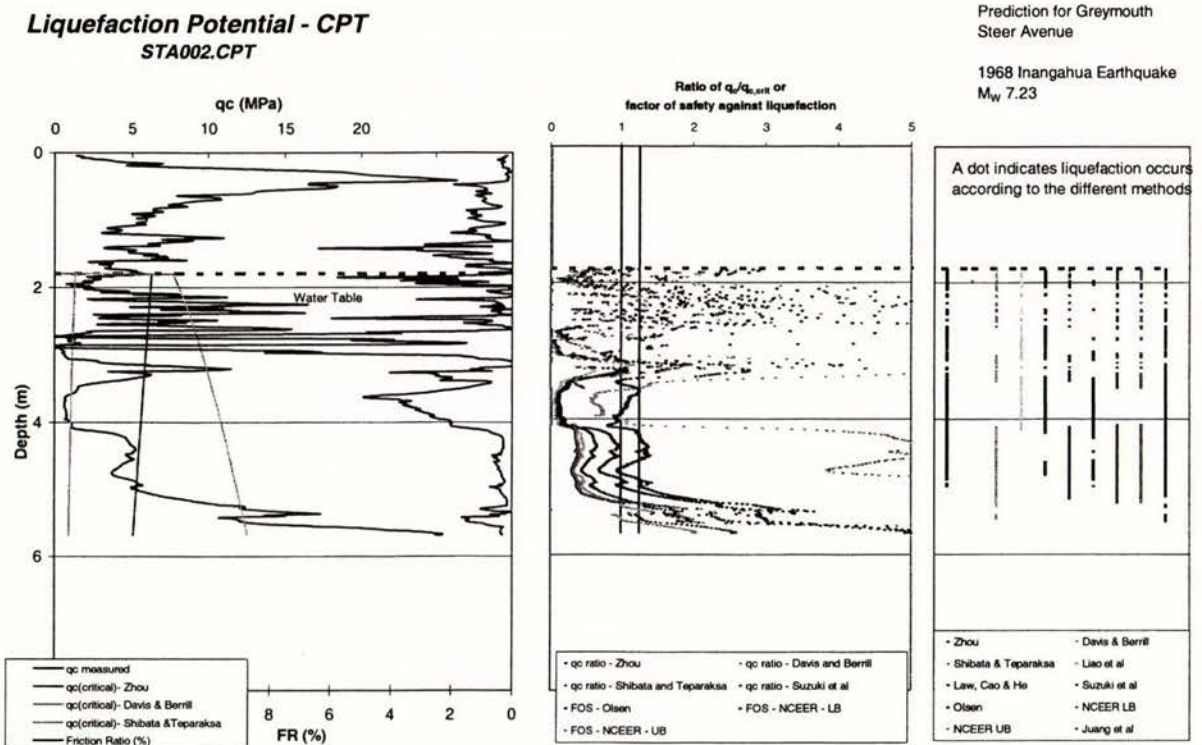 Liquefaction Potential - CPT
STA002.CPT
Prediction for Greymouth
Steer Avenue
1968 Inangahua Earthquake
MW 7.23
qc (MPa)
0 5 10 15 20
Ratio of qc/qc,crit or
factor of safety against liquefaction
0 1 2 3 4 5
A dot indicates liquefaction occurs
according to the different methods
0
2
4
6
Depth (m)
Water Table
8 6 4 2 0
FR (%)
qc measured
qc(critical)- Zhou
qc(critical)- Davis & Berrill
qc(critical)- Shibata &Teparaksa
Friction Ratio (%)
qc ratio - Zhou
qc ratio - Davis and Berrill
qc ratio - Shibata and Teparaksa
qc ratio - Suzuki et al
FOS - Olsen
FOS - NCEER - LB
FOS - NCEER - UB
Zhou
Davis & Berrill
Shibata & Teparaksa
Liao et al
Law, Cao & He
Suzuki et al
Olsen
NCEER LB
NCEER UB
Juang et al